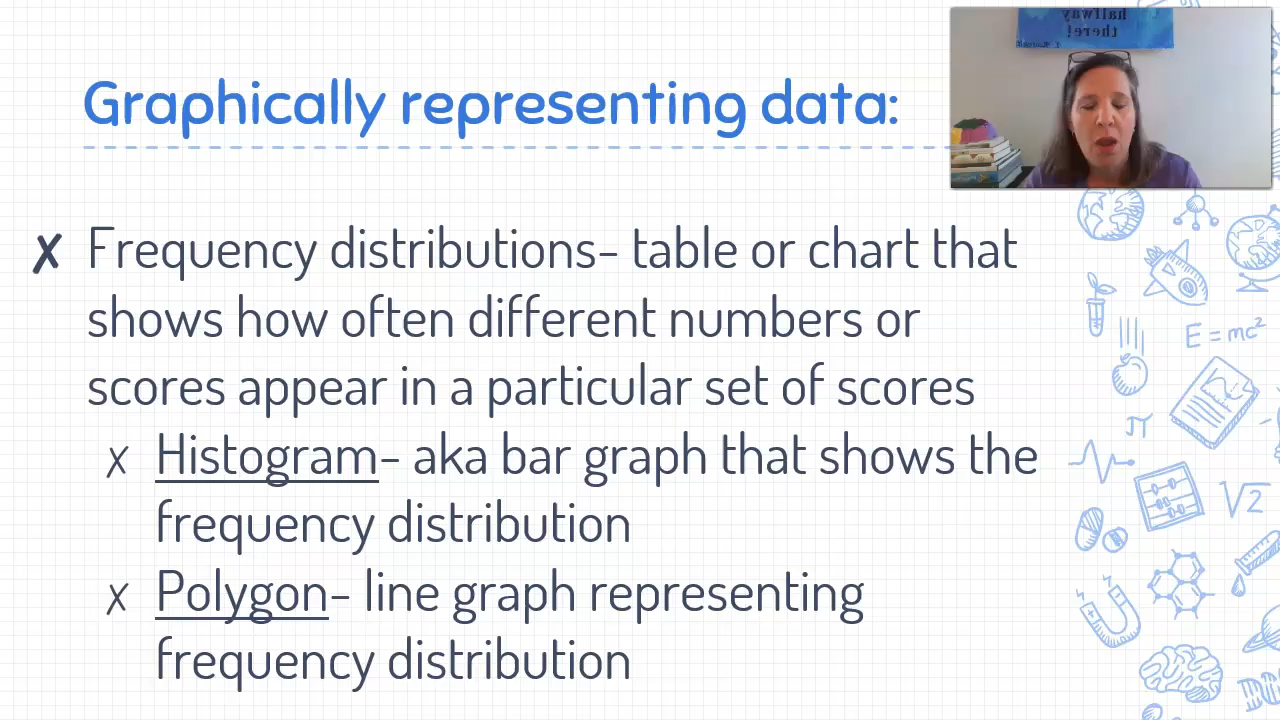 halfway
there!
Graphically representing data:
✗ Frequency distributions- table or chart that
shows how often different numbers or
scores appear in a particular set of scores
x Histogram- aka bar graph that shows the
frequency distribution
x Polygon- line graph representing
frequency distribution
E = mc²
π
√2